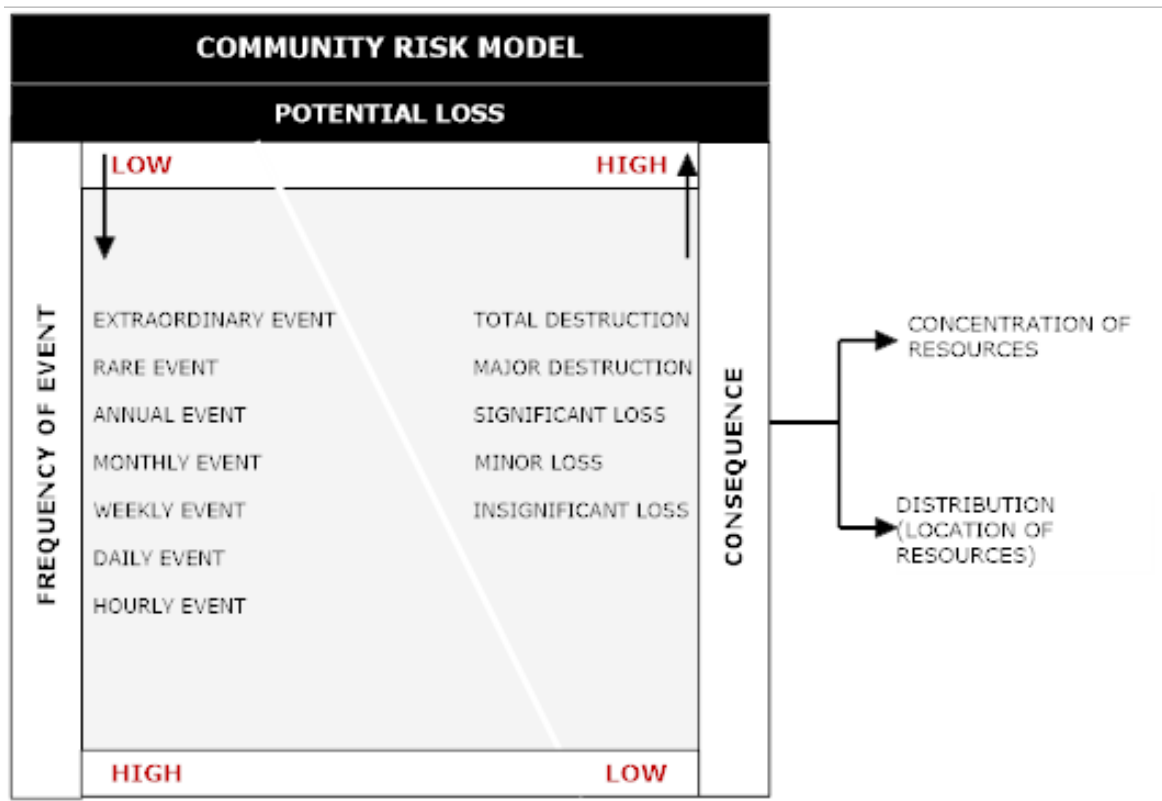 COMMUNITY RISK MODEL
POTENTIAL LOSS
LOW
HIGH
FREQUENCY OF EVENT
EXTRAORDINARY EVENT
RARE EVENT
ANNUAL EVENT
MONTHLY EVENT
WEEKLY EVENT
DAILY EVENT
HOURLY EVENT
TOTAL DESTRUCTION
MAJOR DESTRUCTION
SIGNIFICANT LOSS
MINOR LOSS
INSIGNIFICANT LOSS
CONSEQUENCE
HIGH
LOW
CONCENTRATION OF
RESOURCES
DISTRIBUTION
(LOCATION OF
RESOURCES)